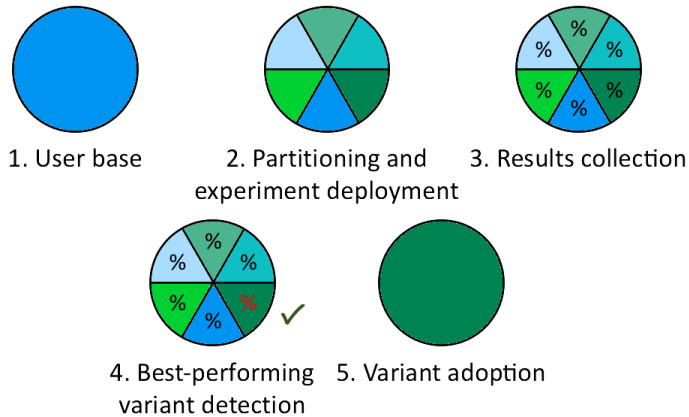 1. User base
2. Partitioning and
experiment deployment
% % % % % %
3. Results collection
% % % % % %
4. Best-performing
variant detection
5. Variant adoption